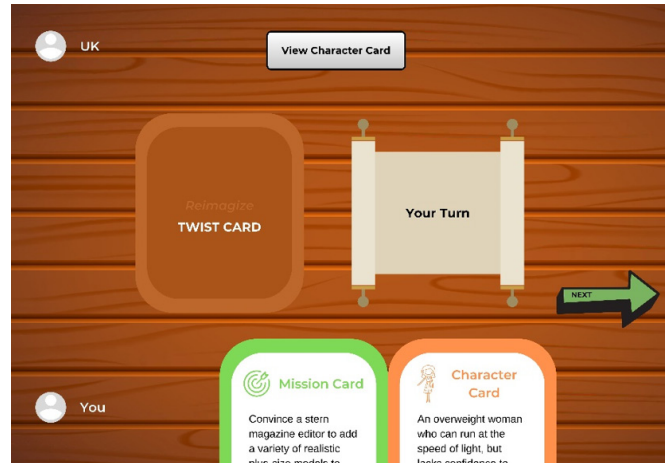 UK
View Character Card
Reimagize
TWIST CARD
Your Turn
NEXT
Mission Card
Convince a stern
magazine editor to add
a variety of realistic
plus-size models to
Character
Card
An overweight woman
who can run at the
speed of light, but
lacks confidence to
You